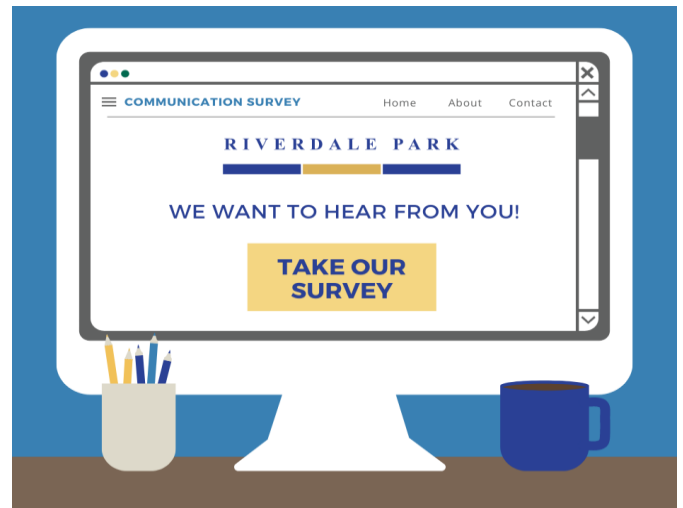 COMMUNICATION SURVEY Home About Contact
RIVERDALE PARK
WE WANT TO HEAR FROM YOU!
TAKE OUR
SURVEY